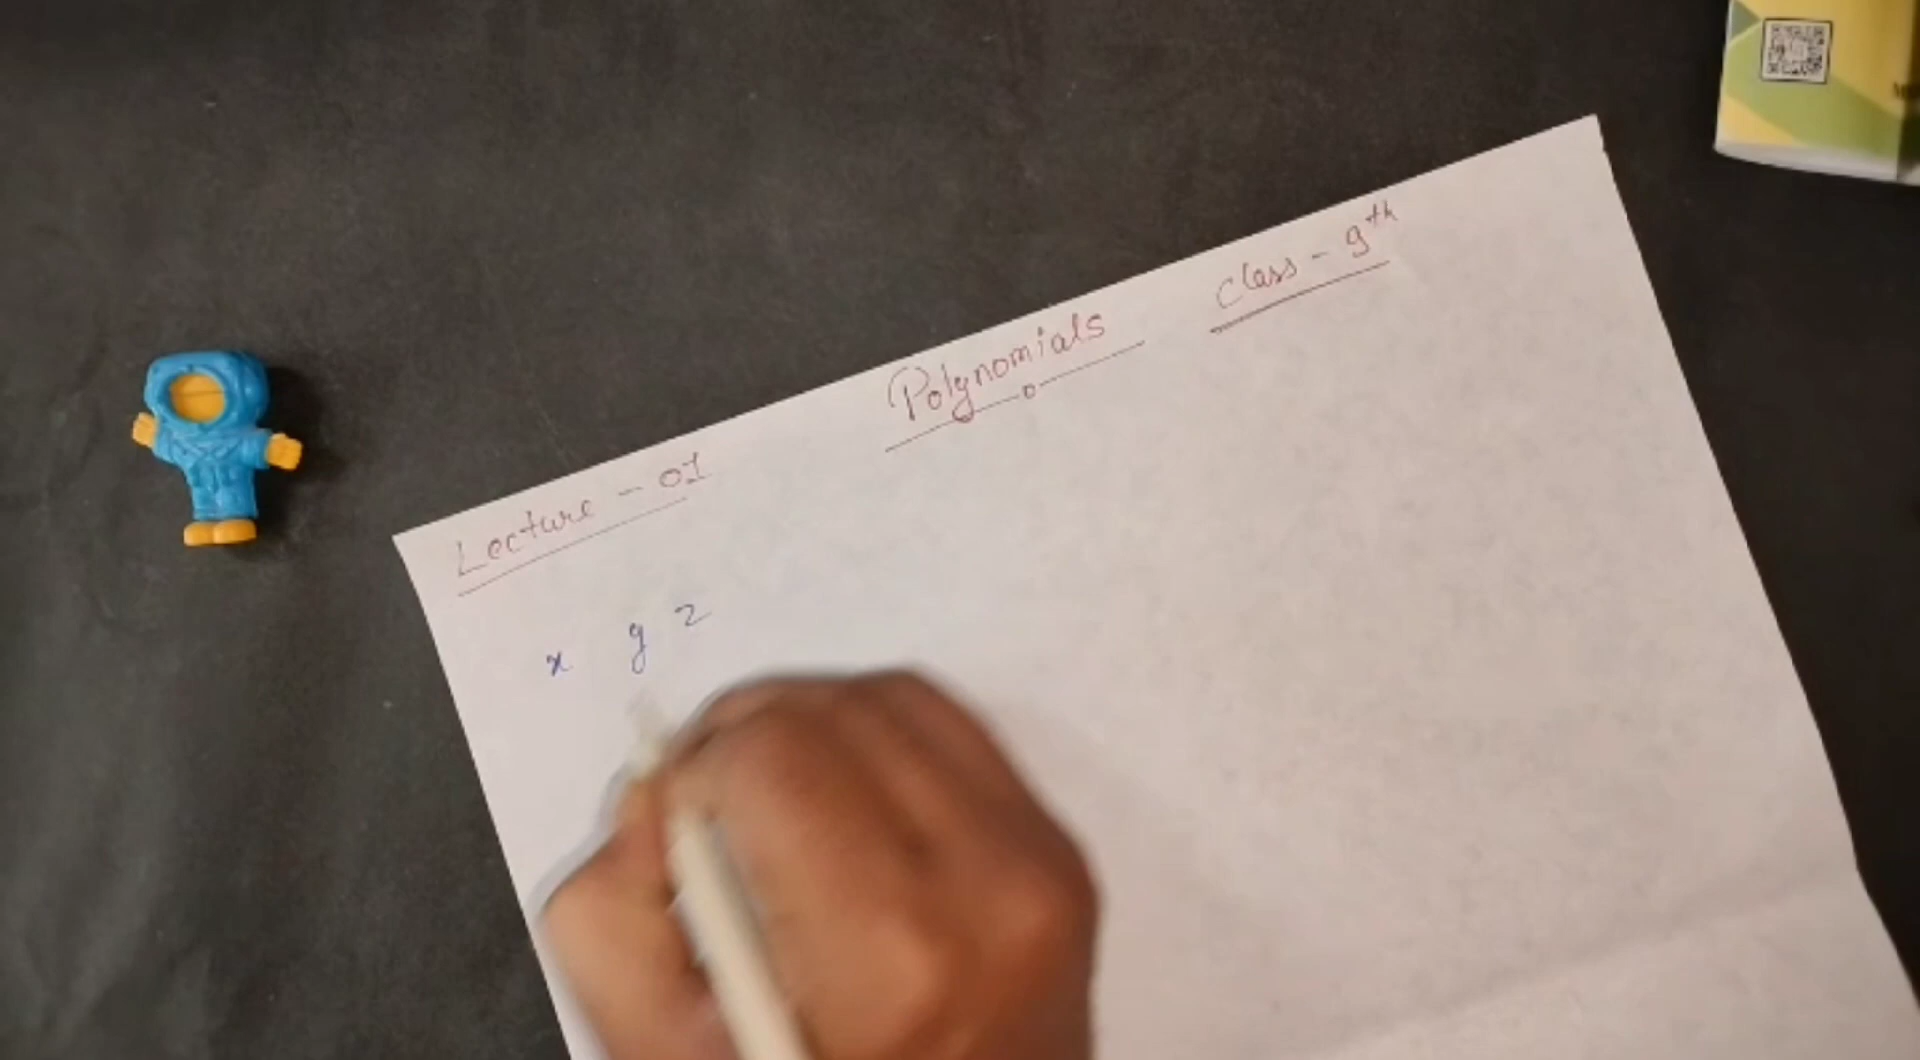 Lecture - 01 Polynomials Class - 9th
x y z